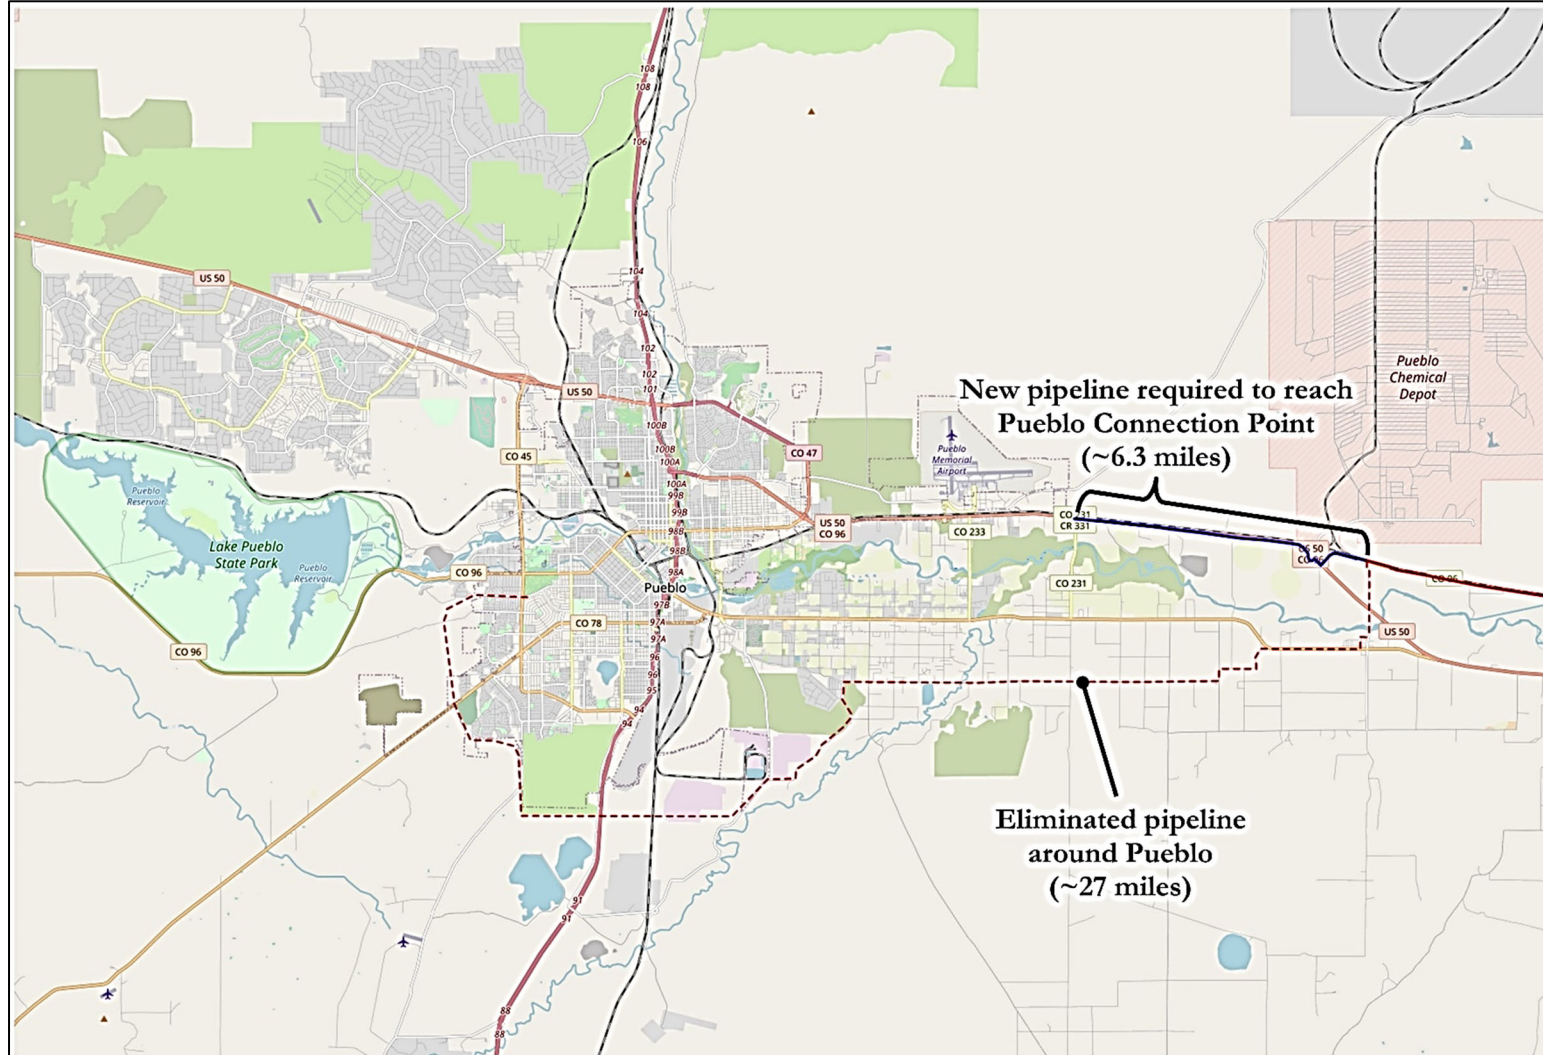 108
108
106
104
US 50
104
102
102
101
US 50
100B
100B
100A
100A
99B
99B
98B
98B
98A
Pueblo
97B
97A
97A
96
96
95
94
94
91
91
88
88
CO 45
CO 47
US 50
CO 96
CO 233
CO 231
CR 331
CO 231
CO 78
CO 96
CO 96
US 50
CO 96
US 50
Pueblo
Reservoir
Lake Pueblo
State Park
Pueblo
Reservoir
Pueblo
Memorial
Airport
Pueblo
Chemical
Depot
New pipeline required to reach
Pueblo Connection Point
(~6.3 miles)
Eliminated pipeline
around Pueblo
(~27 miles)